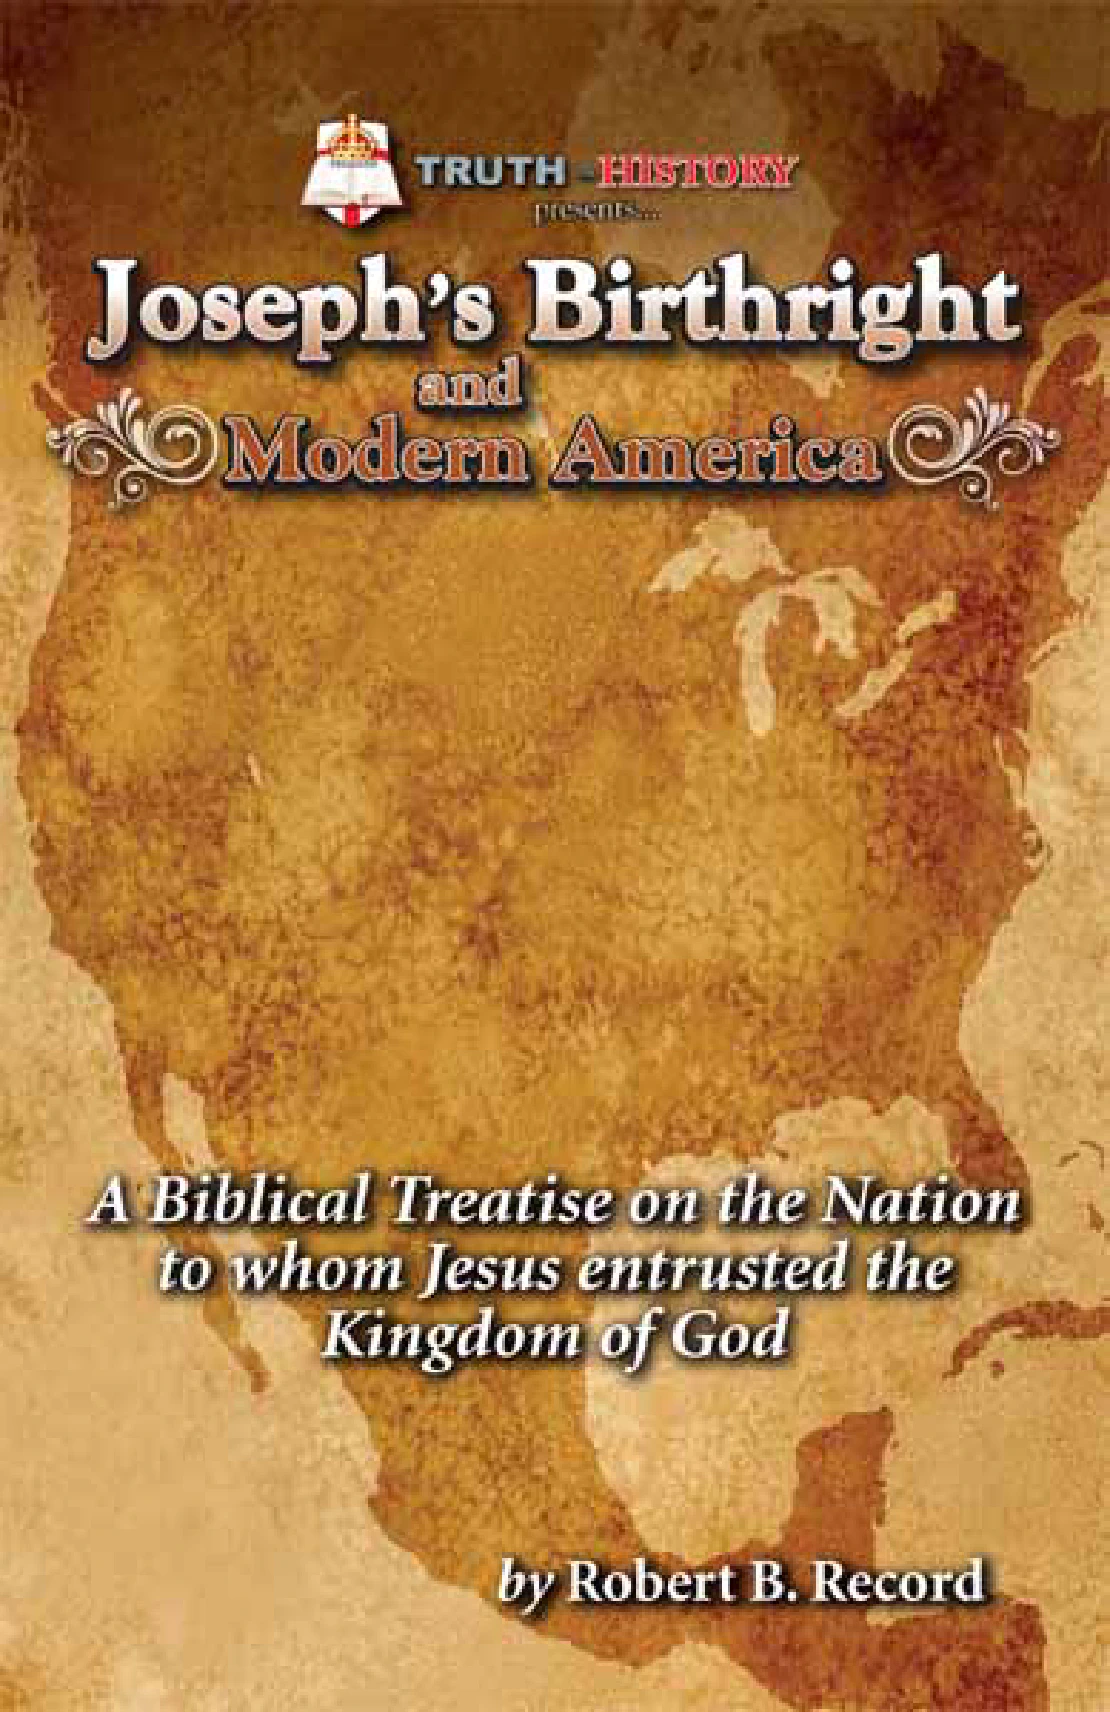 TRUTH in HISTORY
presents...
Joseph's Birthright
and
Modern America
A Biblical Treatise on the Nation
to whom Jesus entrusted the
Kingdom of God
by Robert B. Record